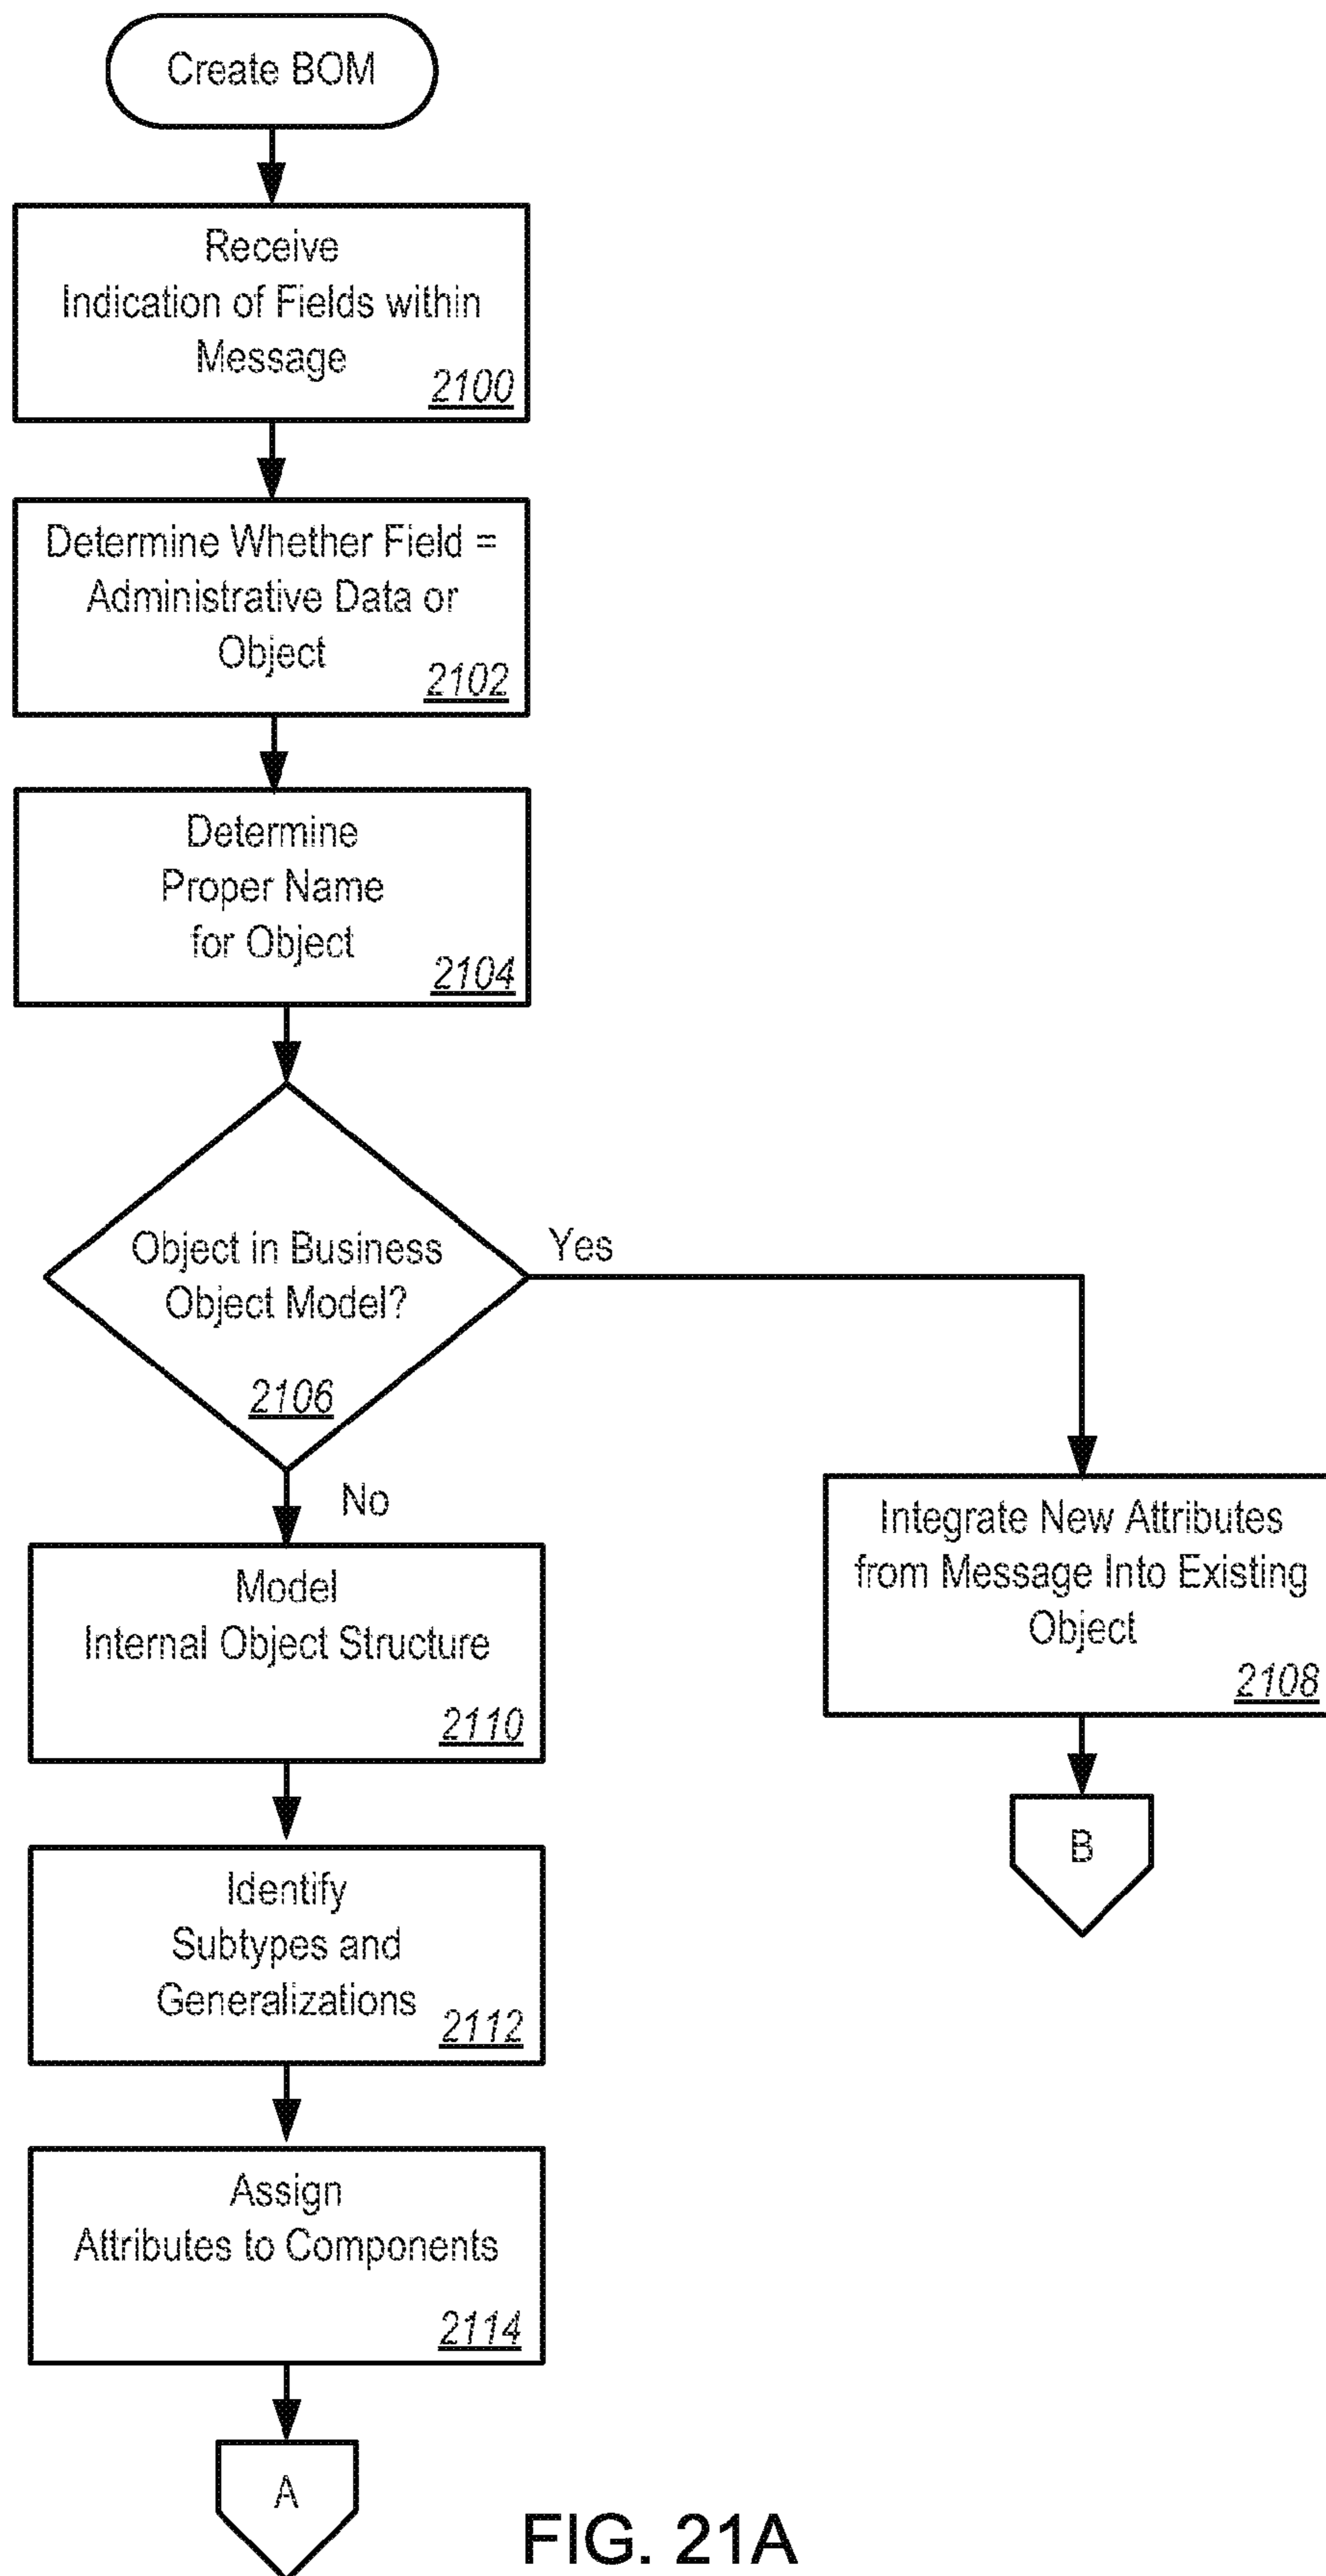 Create BOM
Receive
Indication of Fields within
Message
2100
Determine Whether Field =
Administrative Data or
Object
2102
Determine
Proper Name
for Object
2104
Object in Business
Object Model?
2106
Yes
No
Integrate New Attributes
from Message Into Existing
Object
2108
B
Model
Internal Object Structure
2110
Identify
Subtypes and
Generalizations
2112
Assign
Attributes to Components
2114
A
FIG. 21A